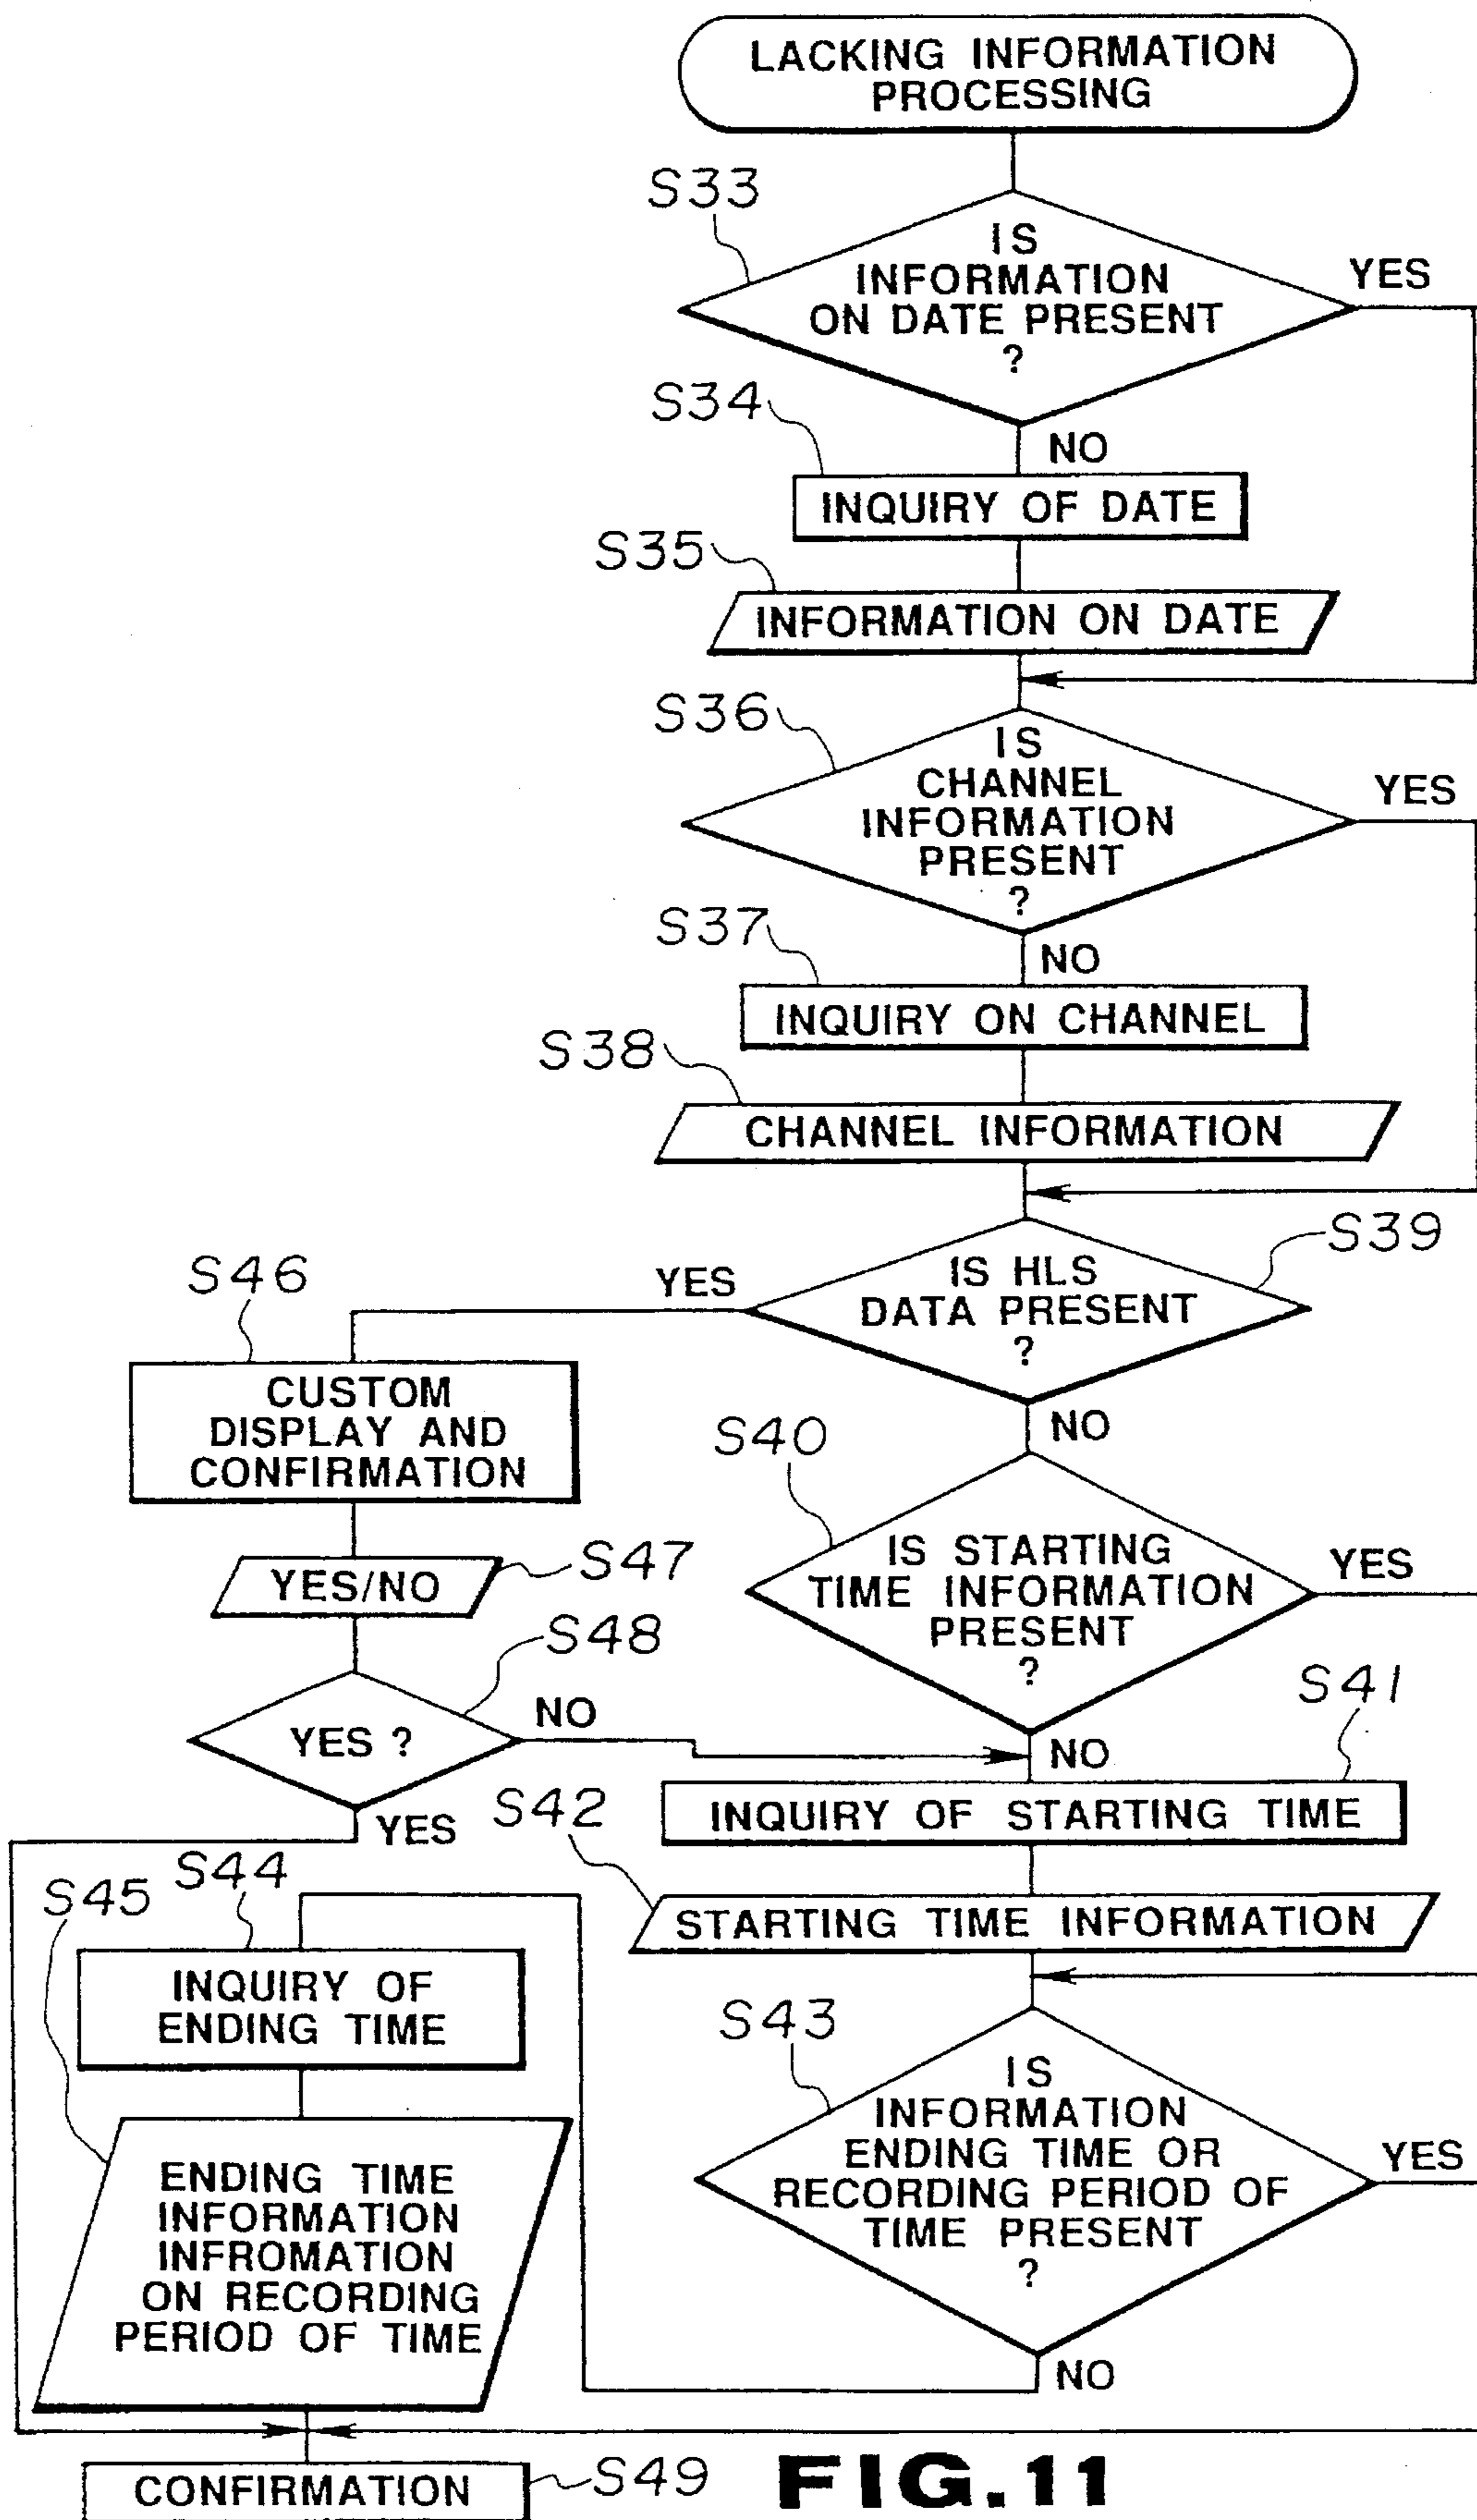 LACKING INFORMATION
PROCESSING
S33
IS
INFORMATION
ON DATE PRESENT
?
YES
S34
NO
INQUIRY OF DATE
S35
INFORMATION ON DATE
S36
IS
CHANNEL
INFORMATION
PRESENT
?
YES
S37
NO
INQUIRY ON CHANNEL
S38
CHANNEL INFORMATION
S39
IS HLS
DATA PRESENT
?
YES
S46
CUSTOM
DISPLAY AND
CONFIRMATION
NO
S40
IS STARTING
TIME INFORMATION
PRESENT
?
YES
YES/NO
S47
S48
YES ?
NO
NO
S41
YES
S42
INQUIRY OF STARTING TIME
STARTING TIME INFORMATION
S45
S44
INQUIRY OF
ENDING TIME
S43
IS
INFORMATION
ENDING TIME OR
RECORDING PERIOD OF
TIME PRESENT
?
YES
NO
ENDING TIME
INFORMATION
INFROMATION
ON RECORDING
PERIOD OF TIME
CONFIRMATION
S49
FIG.11